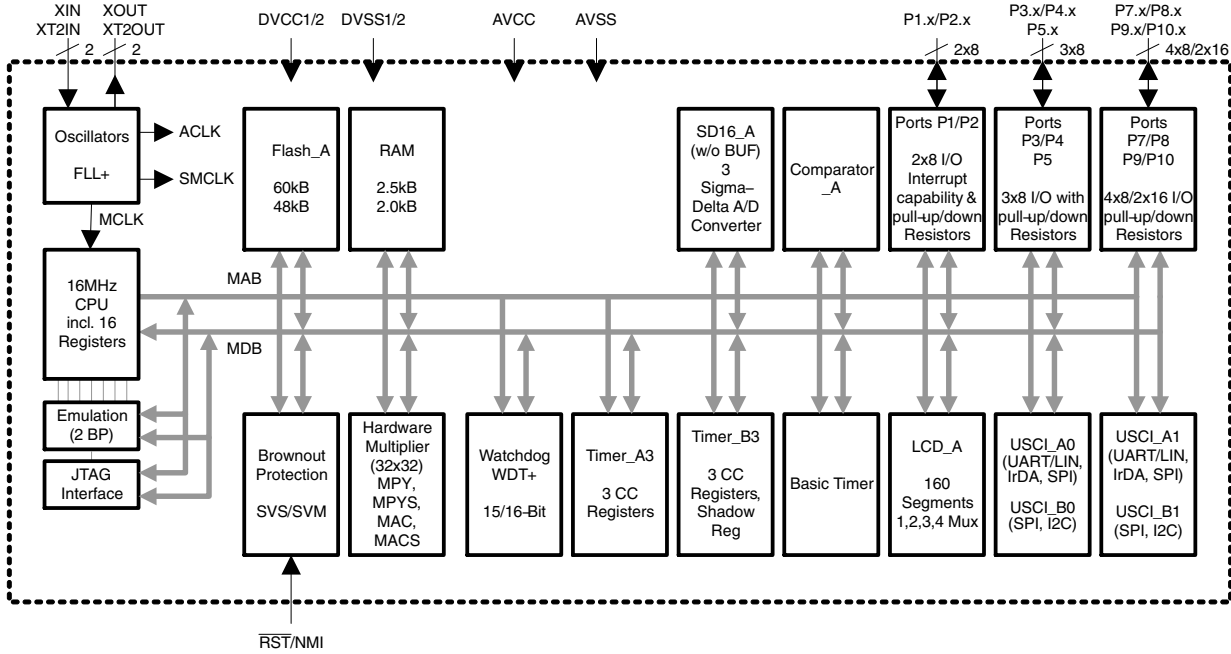 XIN
XT2IN
2
XOUT
XT2OUT
2
DVCC1/2
DVSS1/2
AVCC
AVSS
P1.x/P2.x
2x8
P3.x/P4.x
P5.x
3x8
P7.x/P8.x
P9.x/P10.x
4x8/2x16
Oscillators
FLL+
ACLK
SMCLK
MCLK
Flash_A
60kB
48kB
RAM
2.5kB
2.0kB
SD16_A
(w/o BUF)
3
Sigma–
Delta A/D
Converter
Comparator
_A
Ports P1/P2
2x8 I/O
Interrupt
capability &
pull–up/down
Resistors
Ports
P3/P4
P5
3x8 I/O with
pull–up/down
Resistors
Ports
P7/P8
P9/P10
4x8/2x16 I/O
pull–up/down
Resistors
16MHz
CPU
incl. 16
Registers
MAB
MDB
Emulation
(2 BP)
JTAG
Interface
Brownout
Protection
SVS/SVM
Hardware
Multiplier
(32x32)
MPY,
MPYS,
MAC,
MACS
Watchdog
WDT+
15/16–Bit
Timer_A3
3 CC
Registers
Timer_B3
3 CC
Registers,
Shadow
Reg
Basic Timer
LCD_A
160
Segments
1,2,3,4 Mux
USCI_A0
(UART/LIN,
IrDA, SPI)
USCI_B0
(SPI, I2C)
USCI_A1
(UART/LIN,
IrDA, SPI)
USCI_B1
(SPI, I2C)
RST/NMI